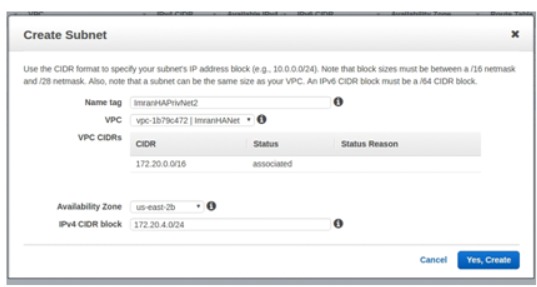 VPC IPv4 CIDR Available IPv4 IPv6 CIDR Availability Zone Route Table
Create Subnet
Use the CIDR format to specify your subnet's IP address block (e.g., 10.0.0.0/24). Note that block sizes must be between a /16 netmask
and /28 netmask. Also, note that a subnet can be the same size as your VPC. An IPv6 CIDR block must be a /64 CIDR block.
Name tag ImranHAPrivNet2
VPC vpc-1b79c472 | ImranHANet
VPC CIDRs CIDR Status Status Reason
172.20.0.0/16 associated
Availability Zone us-east-2b
IPv4 CIDR block 172.20.4.0/24
Cancel Yes, Create